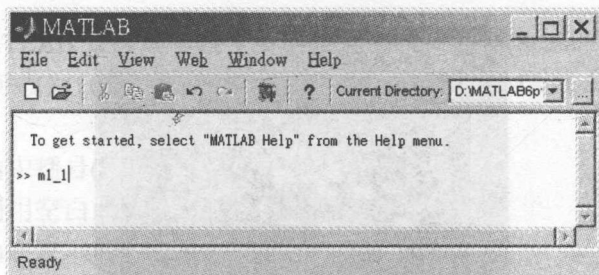 MATLAB
File Edit View Web Window Help
? Current Directory: D:\MATLAB6p ...
To get started, select "MATLAB Help" from the Help menu.
>> m1_1
Ready